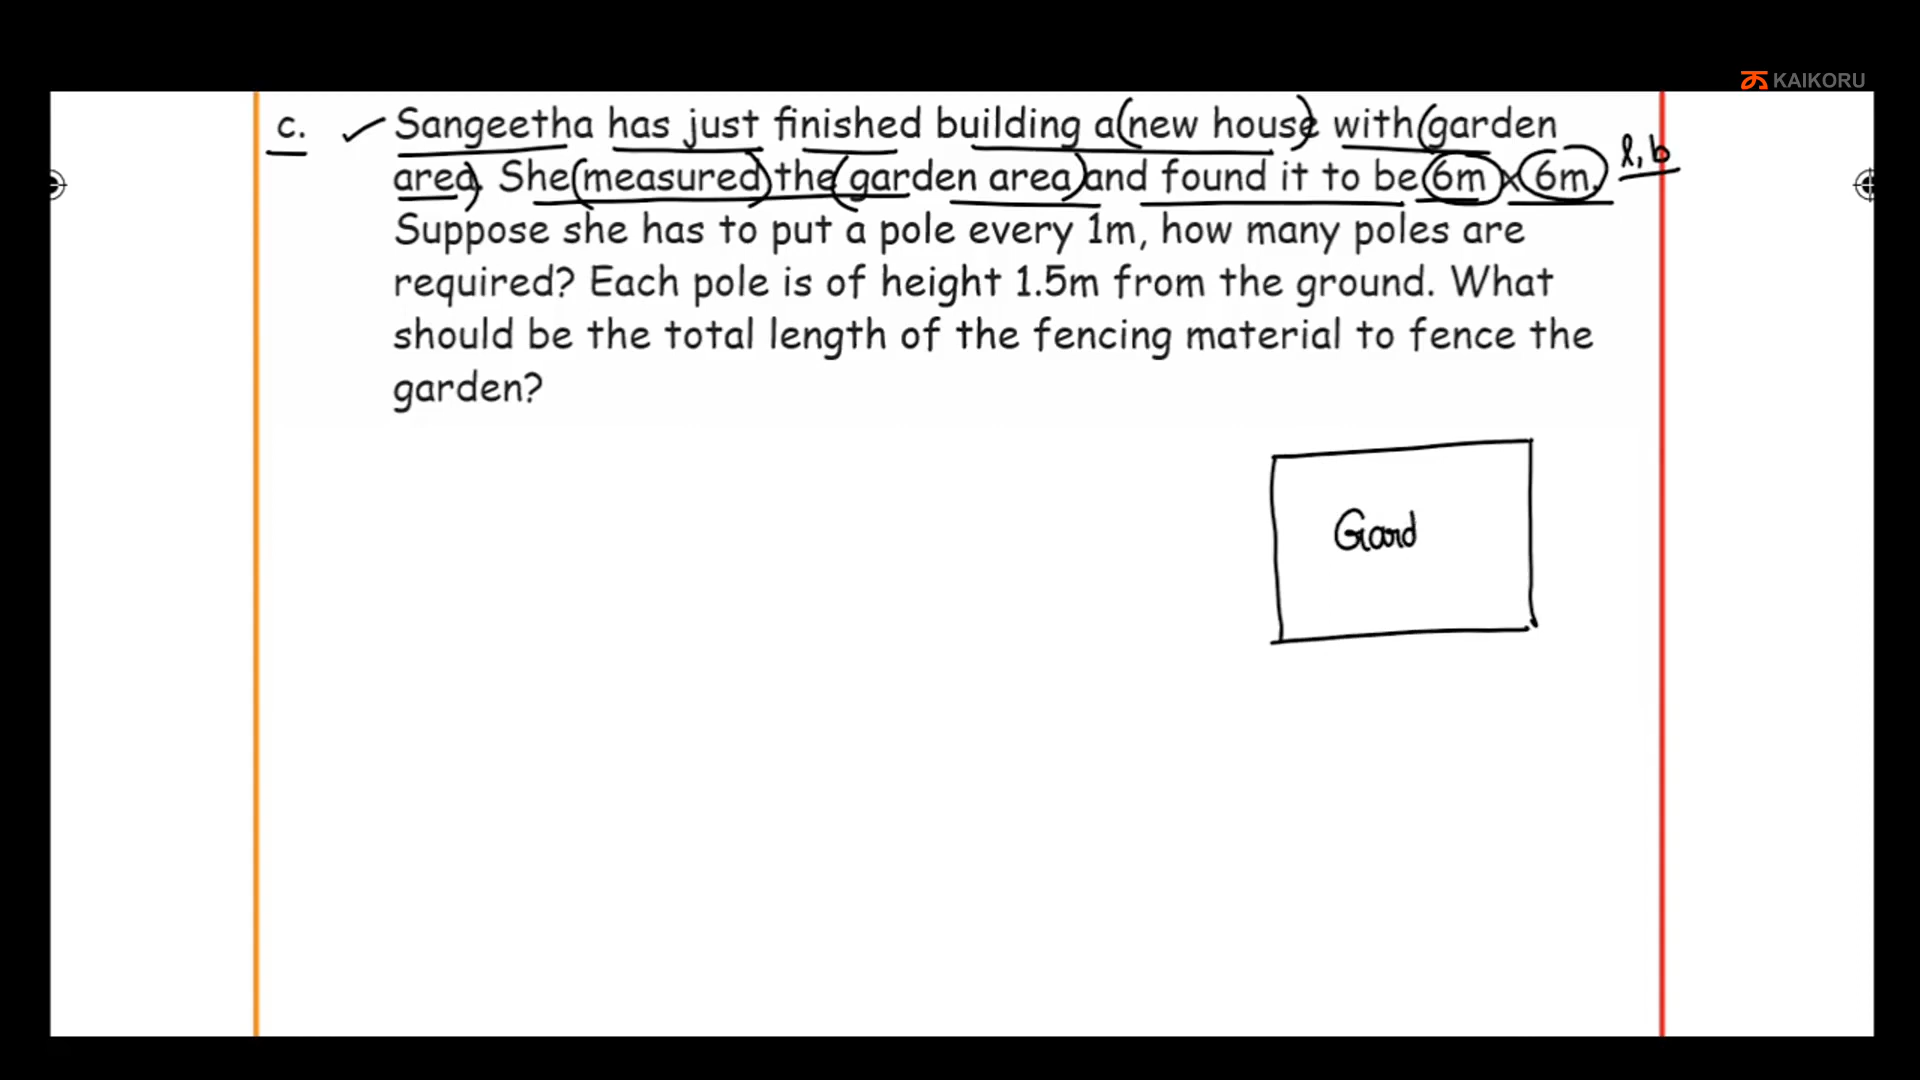 KAIKORU
c. Sangeetha has just finished building a (new house) with (garden
area). She (measured) the (garden area) and found it to be 6m x 6m. l, b
Suppose she has to put a pole every 1m, how many poles are
required? Each pole is of height 1.5m from the ground. What
should be the total length of the fencing material to fence the
garden?
Gard